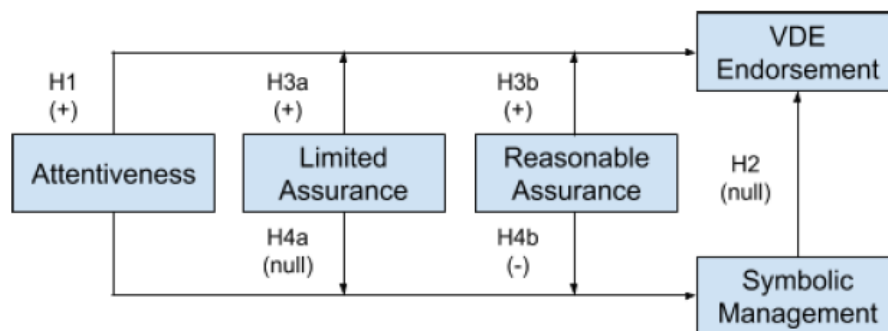 VDE
Endorsement
H1
(+)
H3a
(+)
H3b
(+)
Attentiveness
Limited
Assurance
Reasonable
Assurance
H2
(null)
H4a
(null)
H4b
(-)
Symbolic
Management